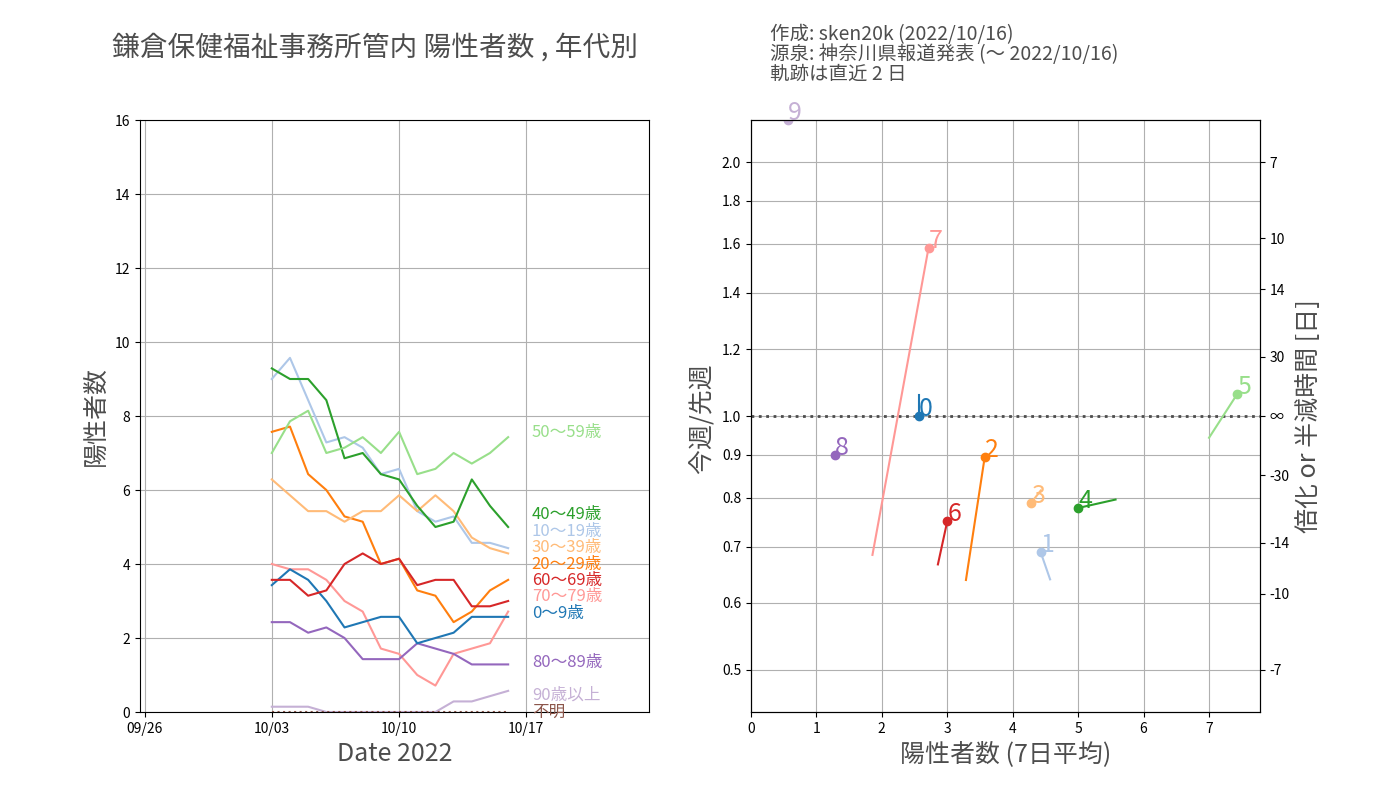 鎌倉保健福祉事務所管内 陽性者数 , 年代別
作成: sken20k (2022/10/16)
源泉: 神奈川県報道発表 (〜 2022/10/16)
軌跡は直近 2 日
陽性者数
16
14
12
10
8
6
4
2
0
09/26
10/03
10/10
10/17
Date 2022
50〜59歳
40〜49歳
10〜19歳
30〜39歳
20〜29歳
60〜69歳
70〜79歳
0〜9歳
80〜89歳
90歳以上
不明
今週/先週
2.0
1.8
1.6
1.4
1.2
1.0
0.9
0.8
0.7
0.6
0.5
9
7
5
0
8
2
3
4
6
1
0
1
2
3
4
5
6
7
陽性者数 (7日平均)
7
10
14
30
∞
-30
-14
-10
-7
倍化 or 半減時間 [日]